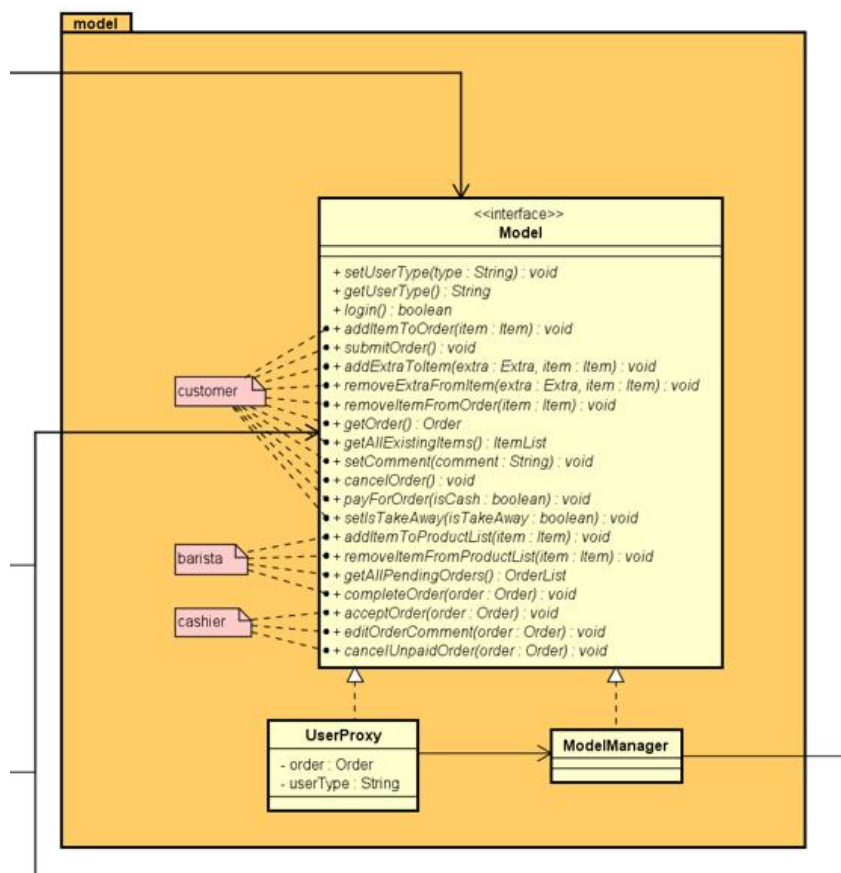 model
<<interface>>
Model
+ setUserType(type : String) : void
+ getUserType() : String
+ login() : boolean
+ addItemToOrder(item : Item) : void
+ submitOrder() : void
+ addExtraToItem(extra : Extra, item : Item) : void
+ removeExtraFromItem(extra : Extra, item : Item) : void
+ removeItemFromOrder(item : Item) : void
+ getOrder() : Order
+ getAllExistingItems() : ItemList
+ setComment(comment : String) : void
+ cancelOrder() : void
+ payForOrder(isCash : boolean) : void
+ setIsTakeAway(isTakeAway : boolean) : void
+ addItemToProductList(item : Item) : void
+ removeItemFromProductList(item : Item) : void
+ getAllPendingOrders() : OrderList
+ completeOrder(order : Order) : void
+ acceptOrder(order : Order) : void
+ editOrderComment(order : Order) : void
+ cancelUnpaidOrder(order : Order) : void
customer
barista
cashier
UserProxy
- order : Order
- userType : String
ModelManager